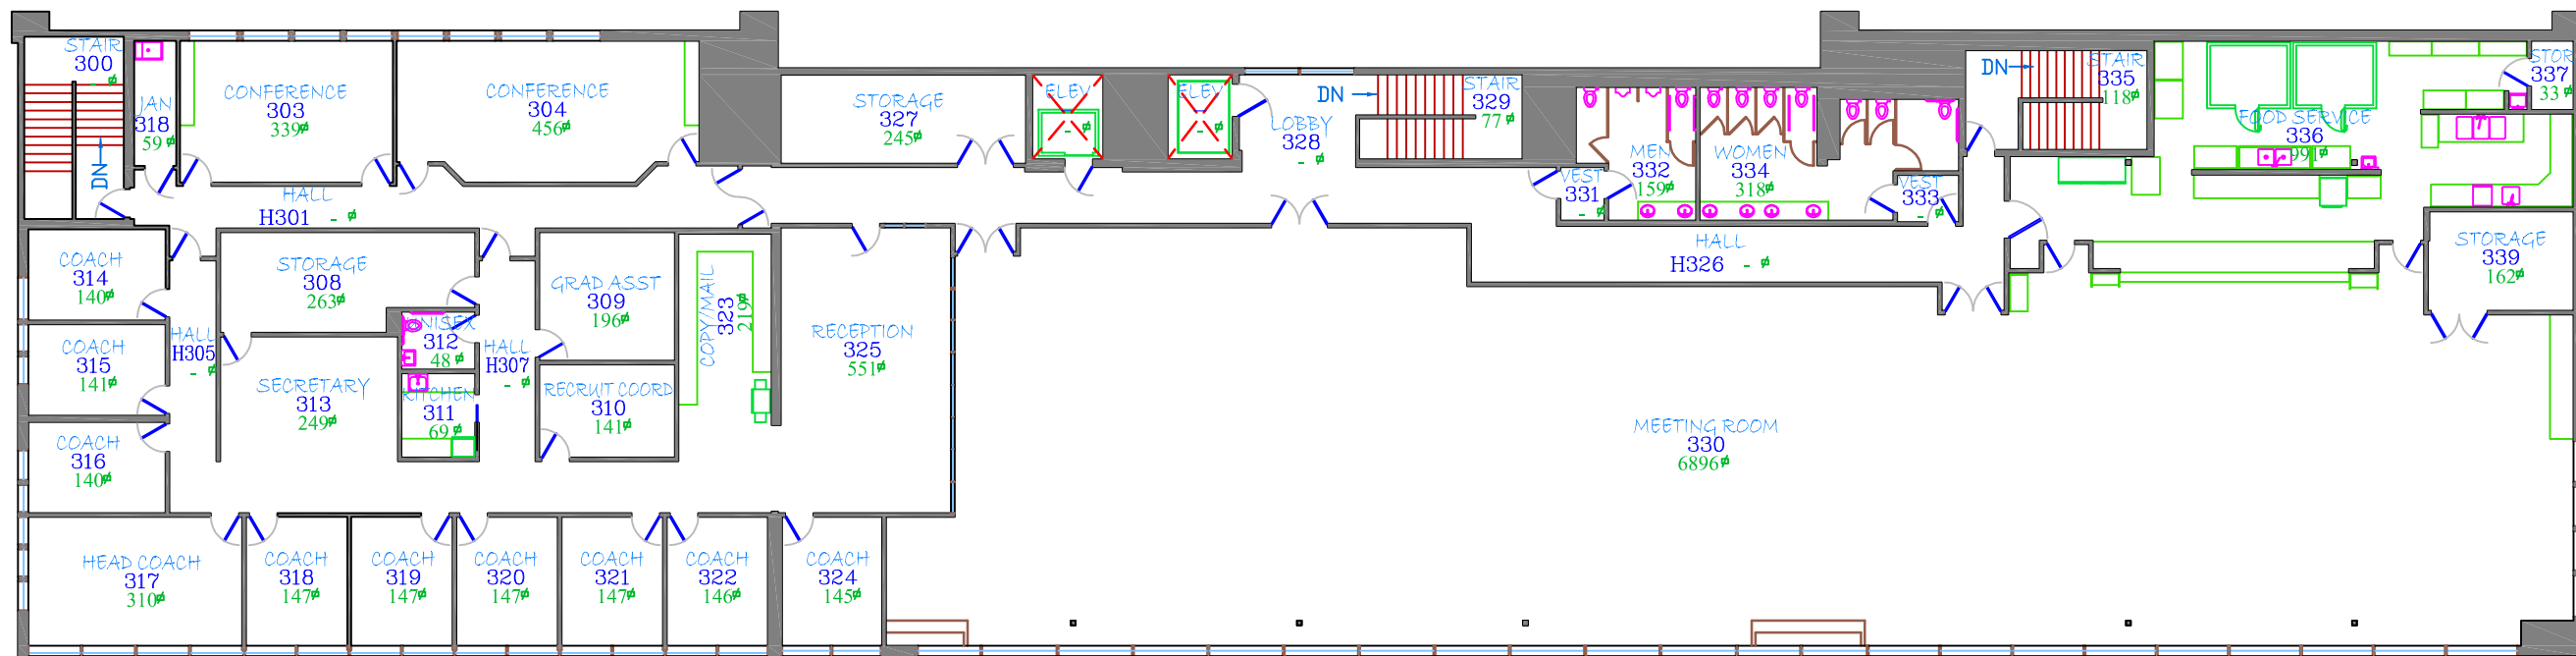 STAIR
300
DN
JAN
318
59
CONFERENCE
303
339
CONFERENCE
304
456
STORAGE
327
245
ELEV
ELEV
LOBBY
328
DN
STAIR
329
77
MEN
332
159
WOMEN
334
318
VEST
331
VEST
333
DN
STAIR
335
118
FOOD SERVICE
336
991
STOR
337
33
HALL
H301
HALL
H326
STORAGE
339
162
COACH
314
140
COACH
315
141
COACH
316
140
HALL
H305
STORAGE
308
263
SECRETARY
313
249
UNISEX
312
48
KITCHEN
311
69
HALL
H307
GRAD ASST
309
196
RECRUIT COORD
310
141
COPY/MAIL
323
219
RECEPTION
325
551
MEETING ROOM
330
6896
HEAD COACH
317
310
COACH
318
147
COACH
319
147
COACH
320
147
COACH
321
147
COACH
322
146
COACH
324
145